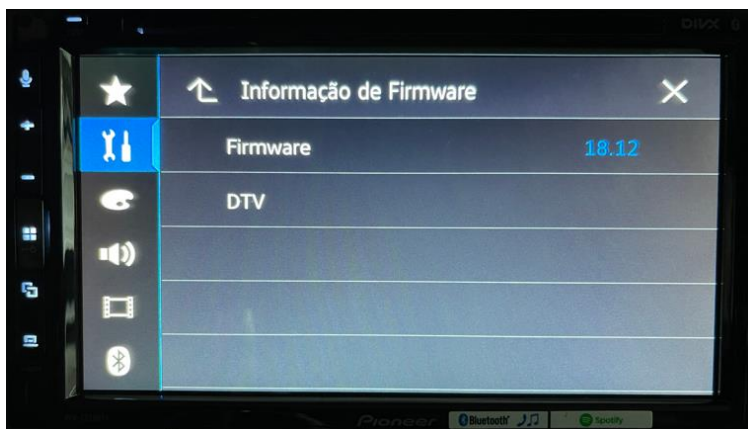 DIVX
Informação de Firmware
Firmware 18.12
DTV
Pioneer Bluetooth Spotify